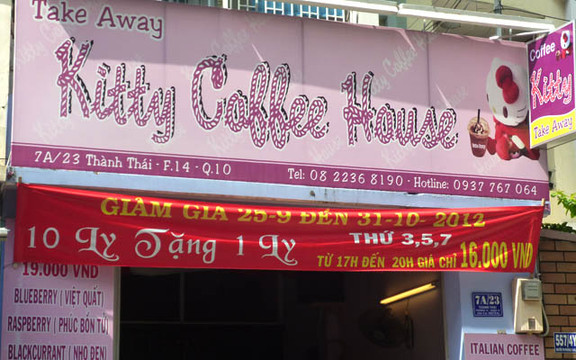 Take Away
Kitty Coffee House
Coffee
Kitty
Take Away
7A/23 Thành Thái - F.14 - Q.10
Tel: 08 2236 8190 - Hotline: 0937 767 064
GIẢM GIÁ 25-9 ĐẾN 31-10- 2012
10 Ly Tặng 1 Ly
THỨ 3,5,7
TỪ 17H ĐẾN 20H GIÁ CHỈ 16.000 VND
19.000 VND
BLUEBERRY ( VIỆT QUẤT)
RASPBERRY ( PHÚC BỒN TỬ)
BLACKCURRANT ( NHO ĐEN)
7A/23
ITALIAN COFFEE